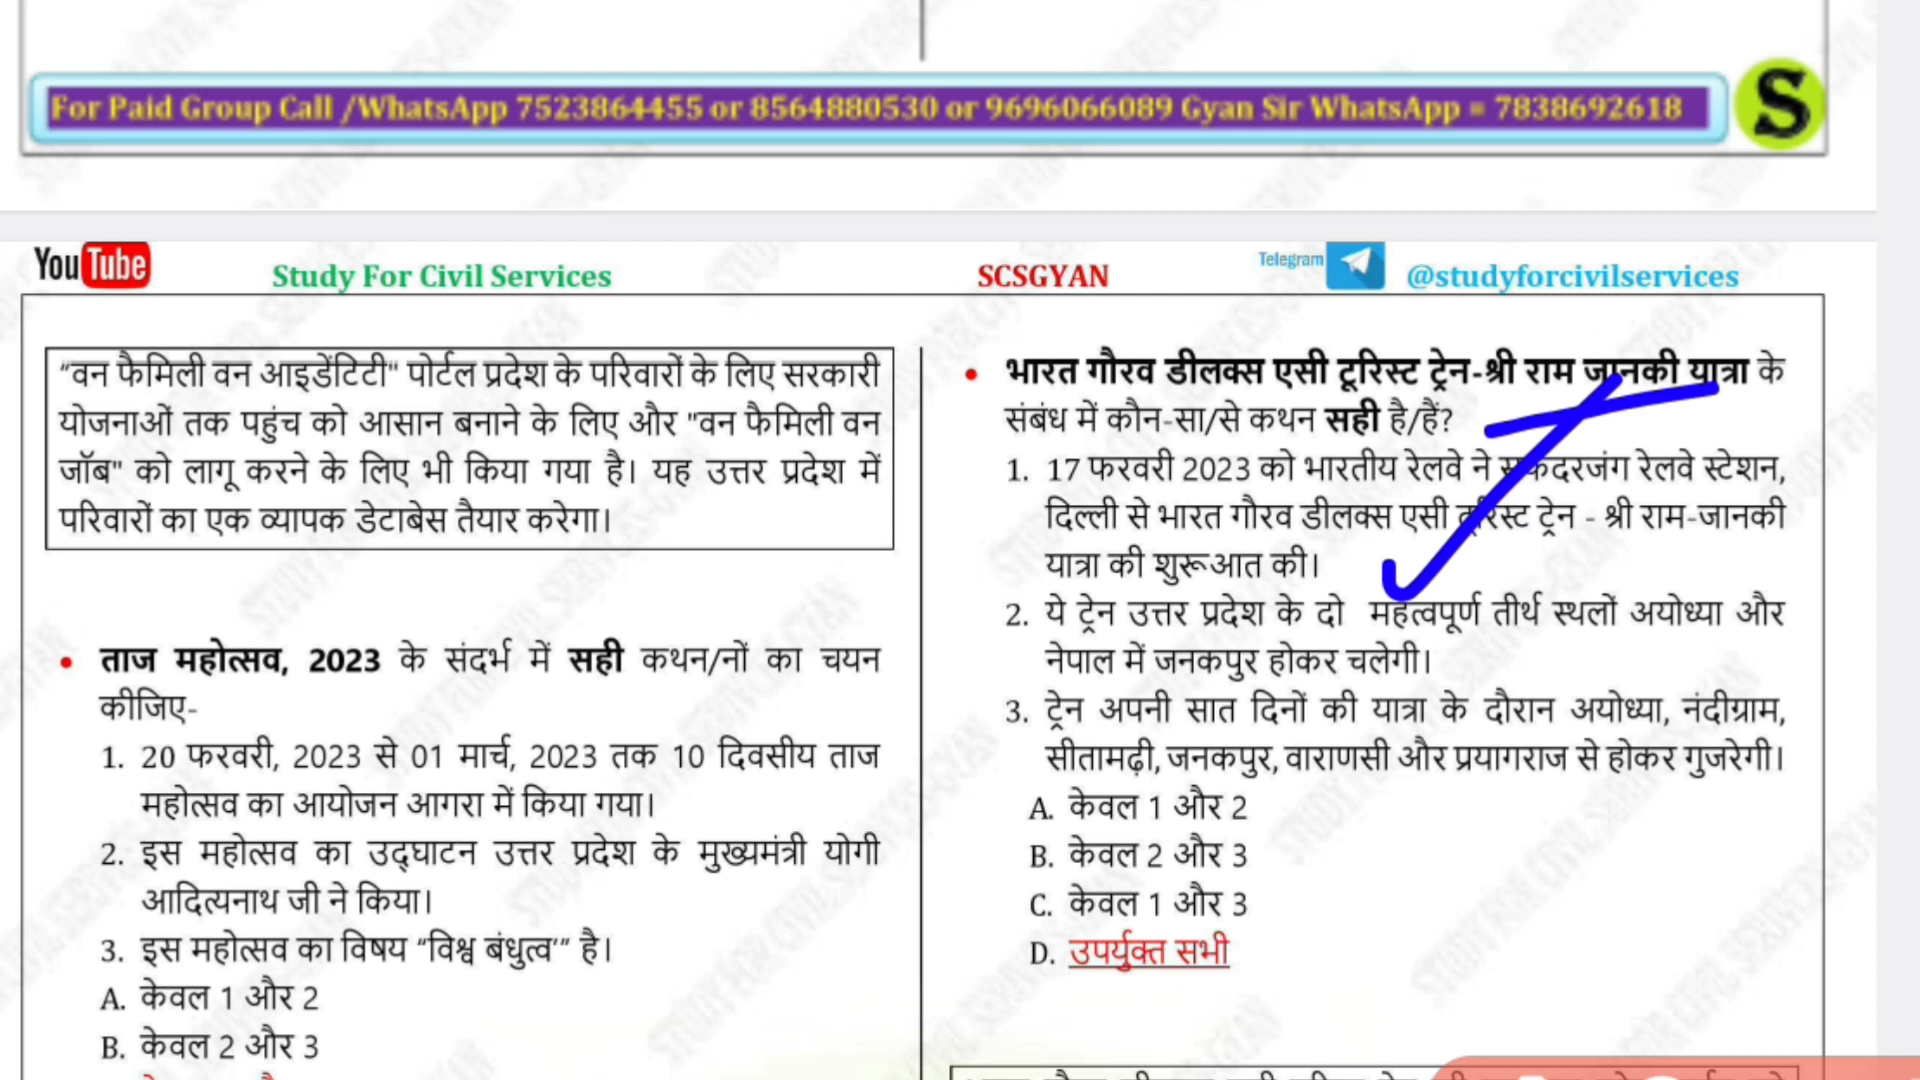 For Paid Group Call /WhatsApp 7523864455 or 8564880530 or 9696066089 Gyan Sir WhatsApp = 7838692618
S
YouTube
Study For Civil Services
SCSGYAN
Telegram
@studyforcivilservices
“वन फैमिली वन आइडेंटिटी" पोर्टल प्रदेश के परिवारों के लिए सरकारी
योजनाओं तक पहुंच को आसान बनाने के लिए और "वन फैमिली वन
जॉब" को लागू करने के लिए भी किया गया है। यह उत्तर प्रदेश में
परिवारों का एक व्यापक डेटाबेस तैयार करेगा।
• ताज महोत्सव, 2023 के संदर्भ में सही कथन/नों का चयन
कीजिए-
1. 20 फरवरी, 2023 से 01 मार्च, 2023 तक 10 दिवसीय ताज
महोत्सव का आयोजन आगरा में किया गया।
2. इस महोत्सव का उद्घाटन उत्तर प्रदेश के मुख्यमंत्री योगी
आदित्यनाथ जी ने किया।
3. इस महोत्सव का विषय “विश्व बंधुत्व’” है।
A. केवल 1 और 2
B. केवल 2 और 3
• भारत गौरव डीलक्स एसी टूरिस्ट ट्रेन-श्री राम जानकी यात्रा के
संबंध में कौन-सा/से कथन सही है/हैं?
1. 17 फरवरी 2023 को भारतीय रेलवे ने सफदरजंग रेलवे स्टेशन,
दिल्ली से भारत गौरव डीलक्स एसी टूरिस्ट ट्रेन - श्री राम-जानकी
यात्रा की शुरूआत की।
2. ये ट्रेन उत्तर प्रदेश के दो महत्वपूर्ण तीर्थ स्थलों अयोध्या और
नेपाल में जनकपुर होकर चलेगी।
3. ट्रेन अपनी सात दिनों की यात्रा के दौरान अयोध्या, नंदीग्राम,
सीतामढ़ी, जनकपुर, वाराणसी और प्रयागराज से होकर गुजरेगी।
A. केवल 1 और 2
B. केवल 2 और 3
C. केवल 1 और 3
D. उपर्युक्त सभी